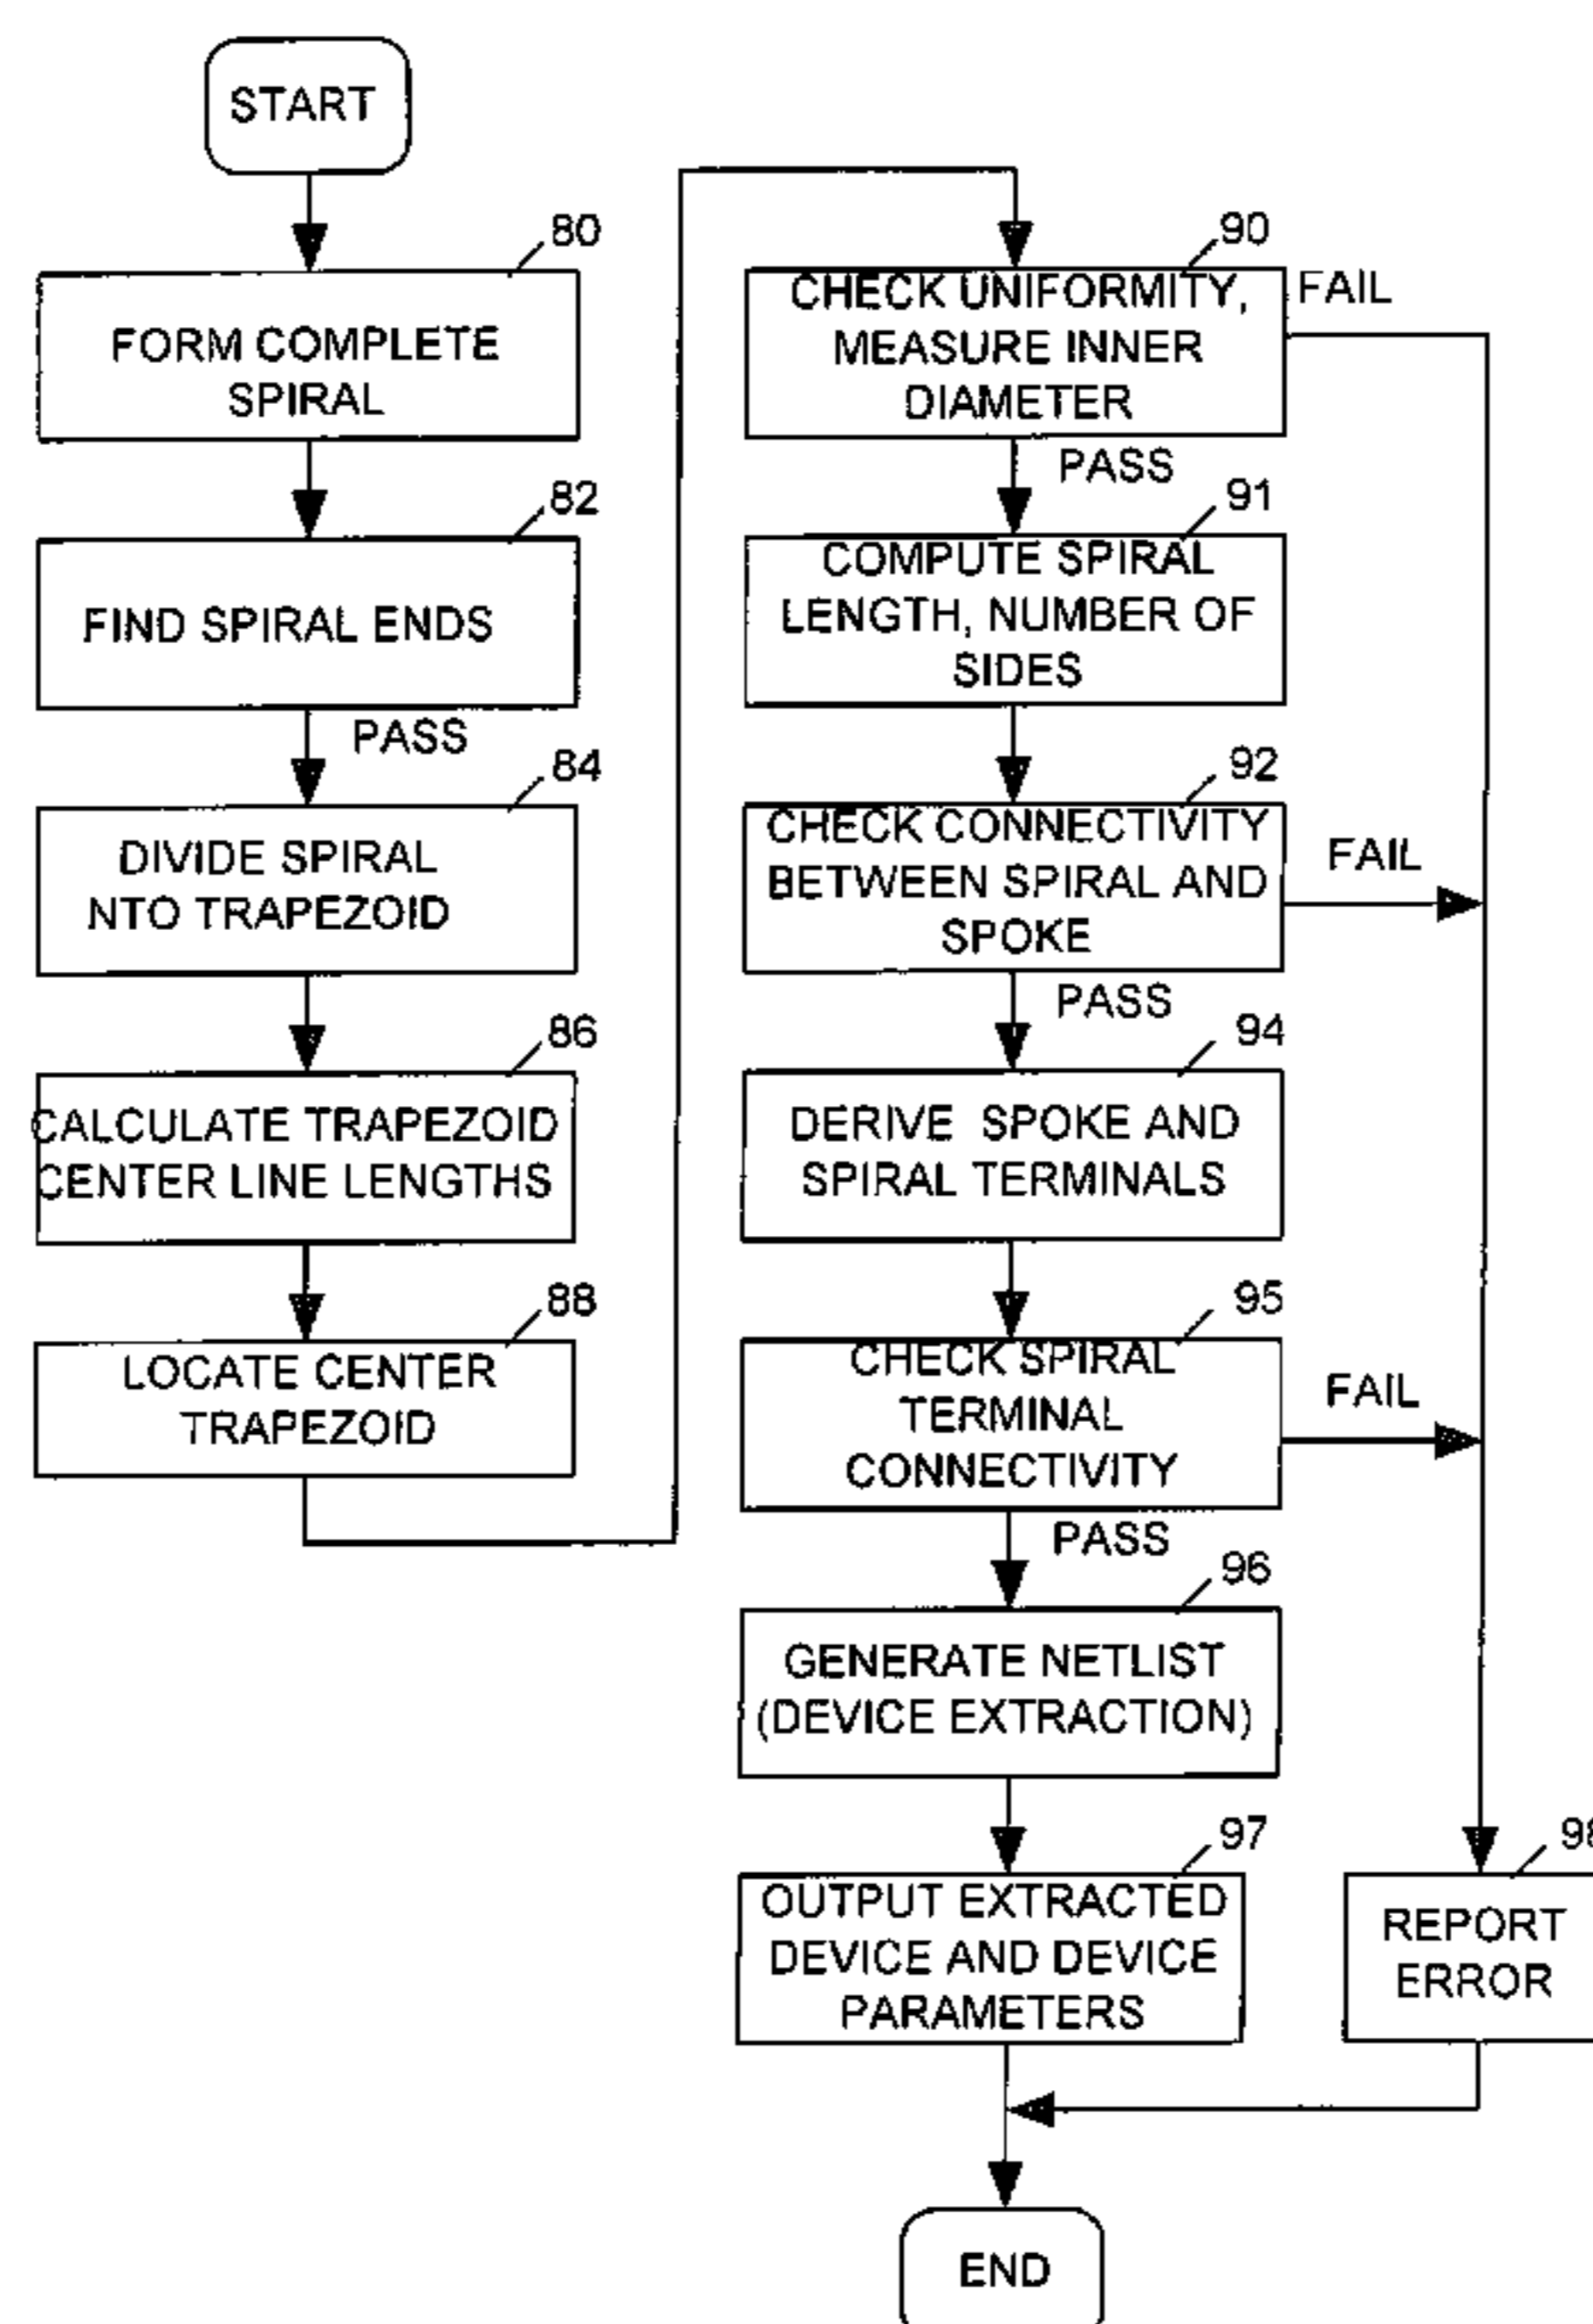 START
80
FORM COMPLETE
SPIRAL
82
FIND SPIRAL ENDS
PASS
84
DIVIDE SPIRAL
NTO TRAPEZOID
86
CALCULATE TRAPEZOID
CENTER LINE LENGTHS
88
LOCATE CENTER
TRAPEZOID
90
CHECK UNIFORMITY,
MEASURE INNER
DIAMETER
FAIL
PASS
91
COMPUTE SPIRAL
LENGTH, NUMBER OF
SIDES
92
CHECK CONNECTIVITY
BETWEEN SPIRAL AND
SPOKE
FAIL
PASS
94
DERIVE SPOKE AND
SPIRAL TERMINALS
95
CHECK SPIRAL
TERMINAL
CONNECTIVITY
FAIL
PASS
96
GENERATE NETLIST
(DEVICE EXTRACTION)
97
OUTPUT EXTRACTED
DEVICE AND DEVICE
PARAMETERS
98
REPORT
ERROR
END